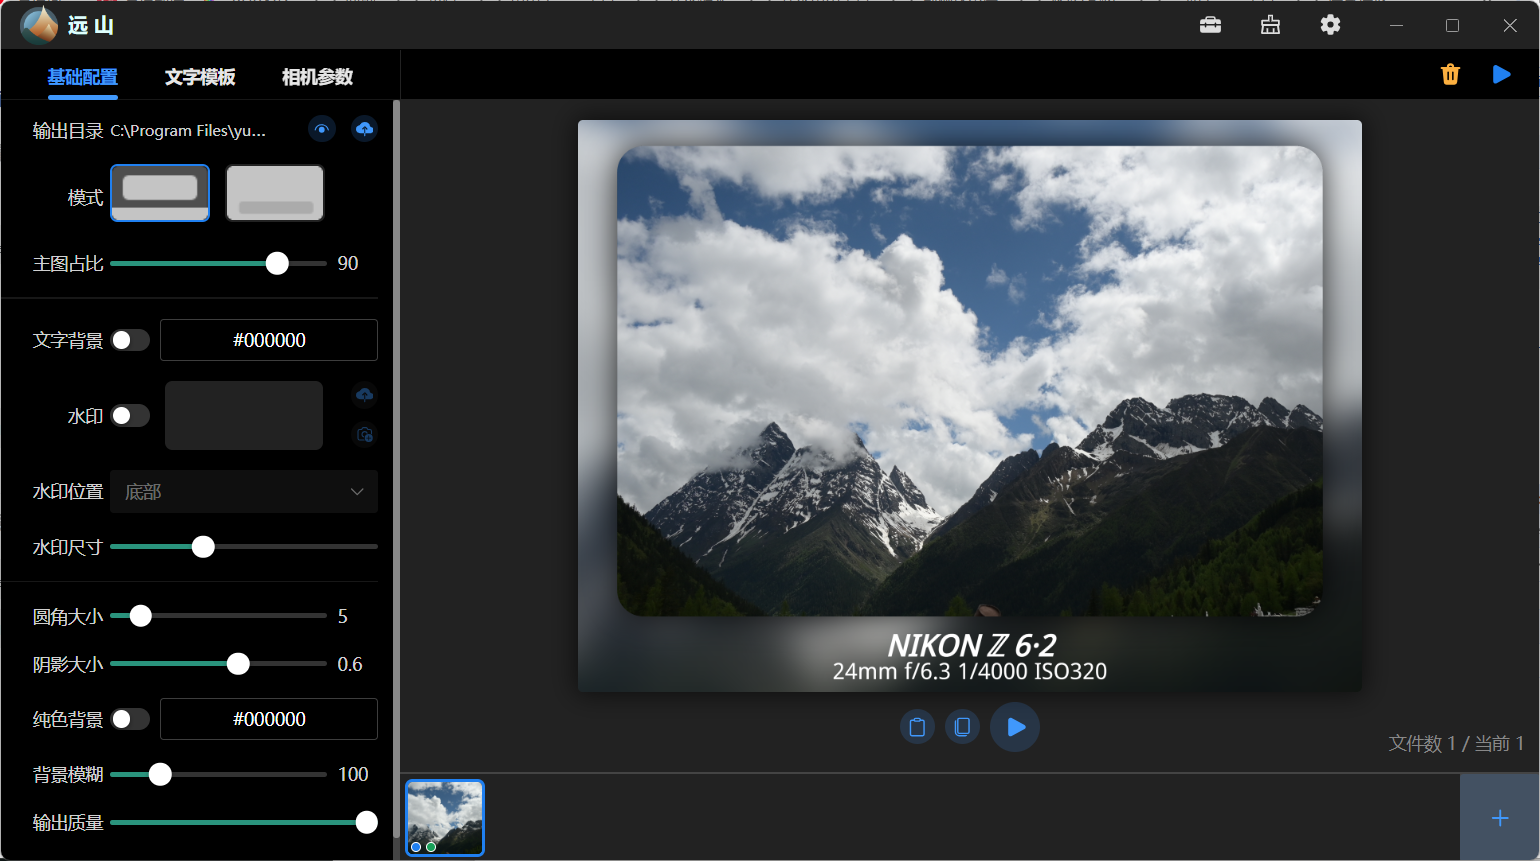 远山
基础配置 文字模板 相机参数
输出目录 C:\Program Files\yu...
模式
主图占比 90
文字背景 #000000
水印
水印位置 底部
水印尺寸
圆角大小 5
阴影大小 0.6
纯色背景 #000000
背景模糊 100
输出质量
NIKON ℤ 6·2
24mm f/6.3 1/4000 ISO320
文件数 1 / 当前 1